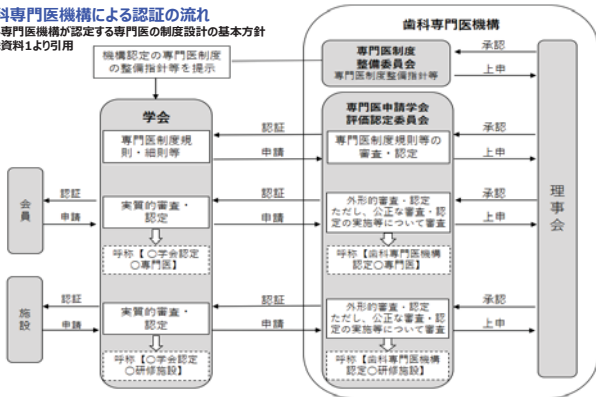 科専門医機構による認証の流れ
専門医機構が認定する専門医の制度設計の基本方針
資料1より引用
歯科専門医機構
機構認定の専門医制度
の整備指針等を提示
専門医制度
整備委員会
専門医制度整備指針等
承認
上申
学会
専門医制度規
則・細則等
認証
申請
専門医申請学会
評価認定委員会
専門医制度規則等の
審査・認定
承認
上申
理事会
会員
認証
申請
実質的審査・
認定
認証
申請
外形的審査・認定
ただし、公正な審査・認
定の実施等について審査
承認
上申
呼称【〇学会認定
〇専門医】
呼称【歯科専門医機構
認定〇専門医】
施設
認証
申請
実質的審査・
認定
認証
申請
外形的審査・認定
ただし、公正な審査・認
定の実施等について審査
承認
上申
呼称【〇学会認定
〇研修施設】
呼称【歯科専門医機構
認定〇研修施設】